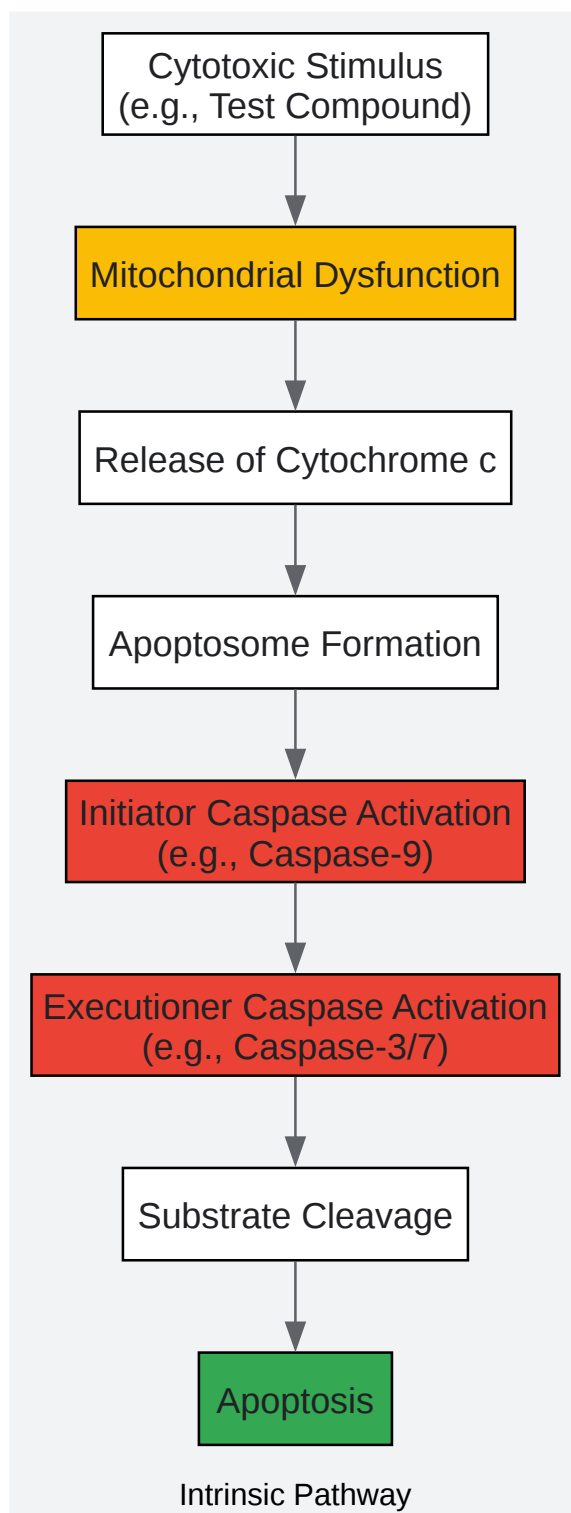 Cytotoxic Stimulus
(e.g., Test Compound)
Mitochondrial Dysfunction
Release of Cytochrome c
Apoptosome Formation
Initiator Caspase Activation
(e.g., Caspase-9)
Executioner Caspase Activation
(e.g., Caspase-3/7)
Substrate Cleavage
Apoptosis
Intrinsic Pathway